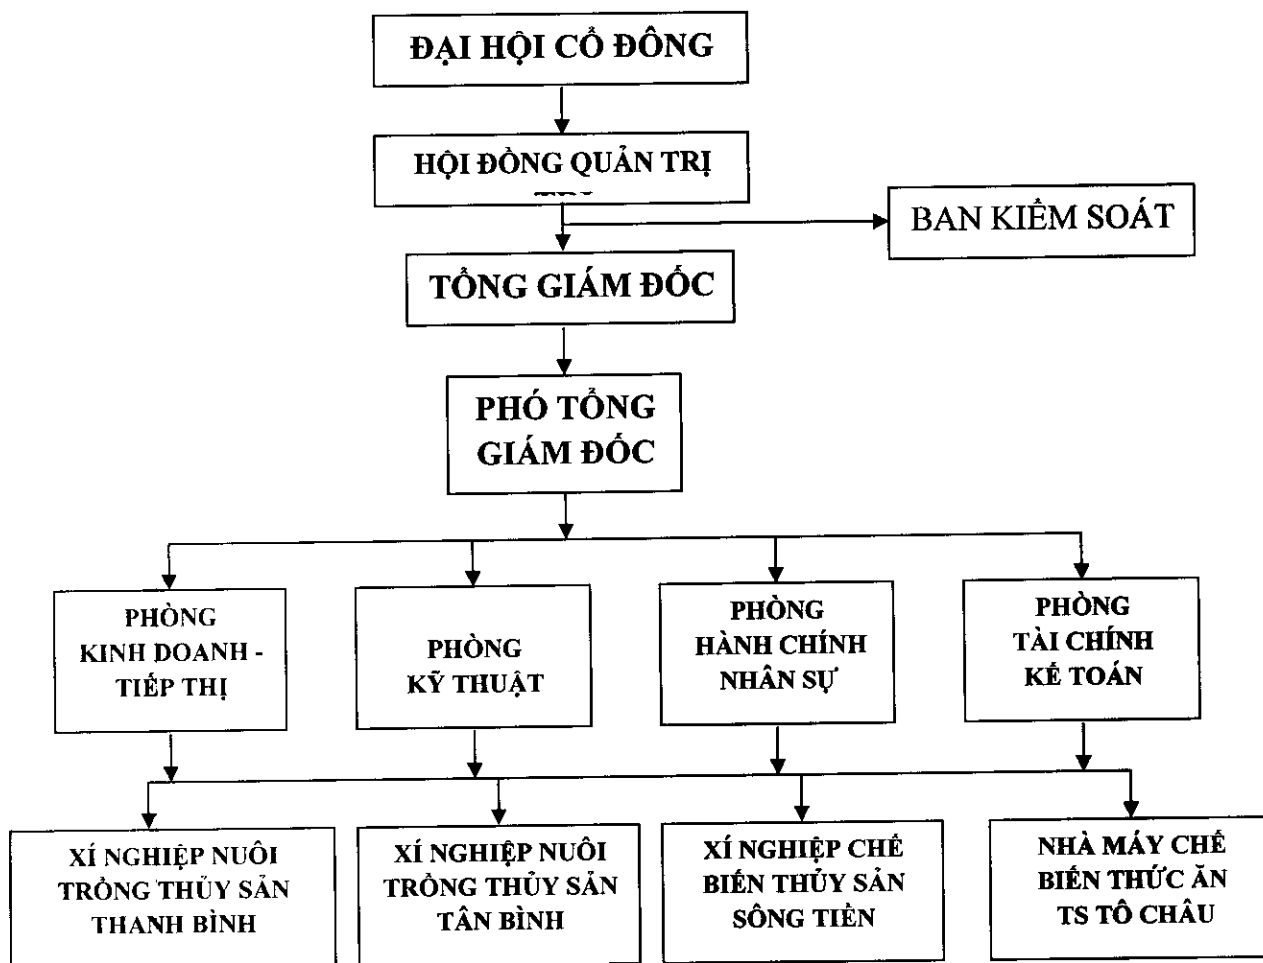 ĐẠI HỘI CỔ ĐÔNG
HỘI ĐỒNG QUẢN TRỊ
BAN KIỂM SOÁT
TỔNG GIÁM ĐỐC
PHÓ TỔNG
GIÁM ĐỐC
PHÒNG
KINH DOANH -
TIẾP THỊ
PHÒNG
KỸ THUẬT
PHÒNG
HÀNH CHÍNH
NHÂN SỰ
PHÒNG
TÀI CHÍNH
KẾ TOÁN
XÍ NGHIỆP NUÔI
TRỒNG THỦY SẢN
THANH BÌNH
XÍ NGHIỆP NUÔI
TRỒNG THỦY SẢN
TÂN BÌNH
XÍ NGHIỆP CHẾ
BIẾN THỦY SẢN
SÔNG TIỀN
NHÀ MÁY CHẾ
BIẾN THỨC ĂN
TS TÔ CHÂU